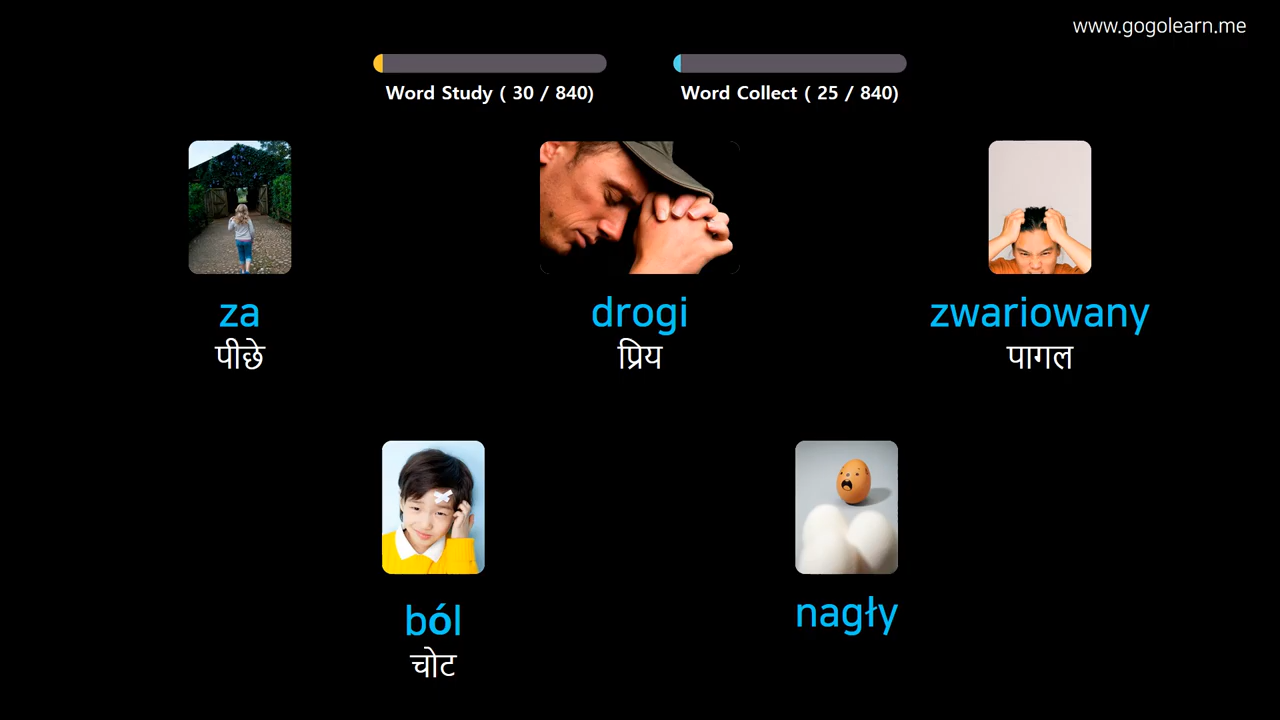 www.gogolearn.me
Word Study ( 30 / 840)
Word Collect ( 25 / 840)
za
पीछे
drogi
प्रिय
zwariowany
पागल
ból
चोट
nagły